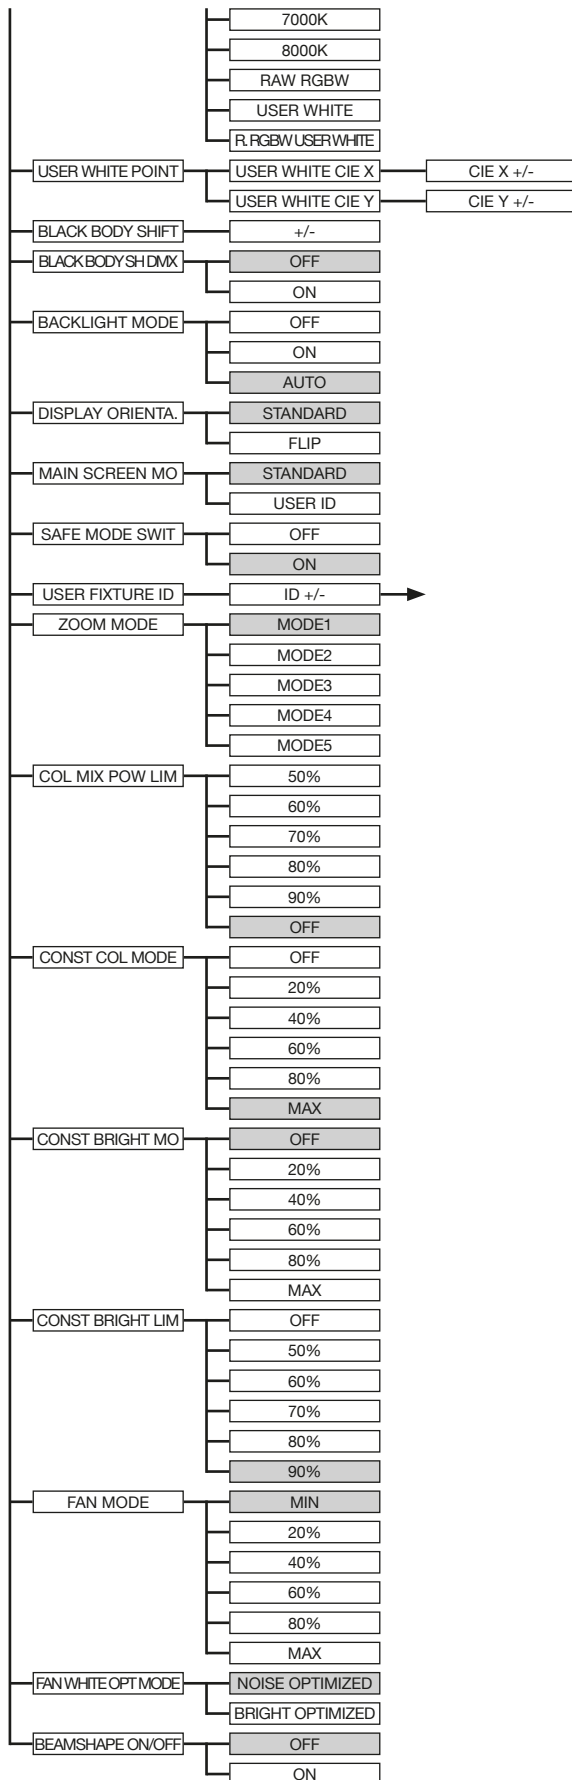 7000K
8000K
RAW RGBW
USER WHITE
R. RGBW USER WHITE
USER WHITE POINT USER WHITE CIE X CIE X +/-
USER WHITE CIE Y CIE Y +/-
BLACK BODY SHIFT +/-
BLACK BODY SH DMX OFF
ON
BACKLIGHT MODE OFF
ON
AUTO
DISPLAY ORIENTA. STANDARD
FLIP
MAIN SCREEN MO STANDARD
USER ID
SAFE MODE SWIT OFF
ON
USER FIXTURE ID ID +/-
ZOOM MODE MODE1
MODE2
MODE3
MODE4
MODE5
COL MIX POW LIM 50%
60%
70%
80%
90%
OFF
CONST COL MODE OFF
20%
40%
60%
80%
MAX
CONST BRIGHT MO OFF
20%
40%
60%
80%
MAX
CONST BRIGHT LIM OFF
50%
60%
70%
80%
90%
FAN MODE MIN
20%
40%
60%
80%
MAX
FAN WHITE OPT MODE NOISE OPTIMIZED
BRIGHT OPTIMIZED
BEAMSHAPE ON/OFF OFF
ON